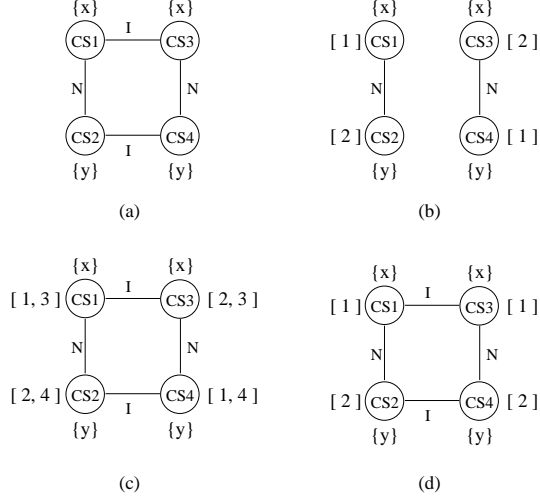 {x} {x}
CS1 I CS3
N N
CS2 I CS4
{y} {y}
(a)
{x} {x}
[ 1 ] CS1 CS3 [ 2 ]
N N
[ 2 ] CS2 CS4 [ 1 ]
{y} {y}
(b)
{x} {x}
[ 1, 3 ] CS1 I CS3 [ 2, 3 ]
N N
[ 2, 4 ] CS2 I CS4 [ 1, 4 ]
{y} {y}
(c)
{x} {x}
[ 1 ] CS1 I CS3 [ 1 ]
N N
[ 2 ] CS2 I CS4 [ 2 ]
{y} {y}
(d)